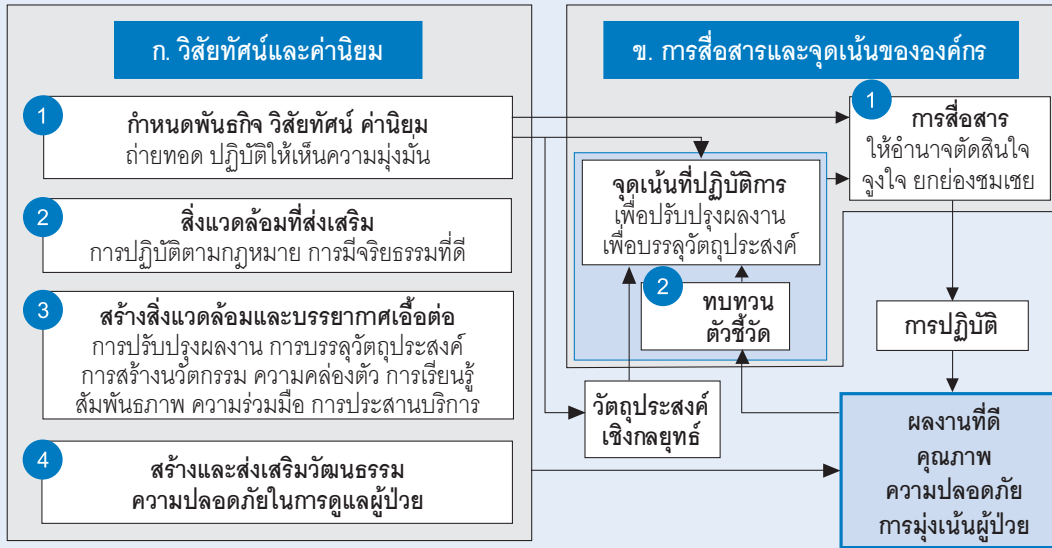 ก. วิสัยทัศน์และค่านิยม
1
กำหนดพันธกิจ วิสัยทัศน์ ค่านิยม
ถ่ายทอด ปฏิบัติให้เห็นความมุ่งมั่น
2
สิ่งแวดล้อมที่ส่งเสริม
การปฏิบัติตามกฎหมาย การมีจริยธรรมที่ดี
3
สร้างสิ่งแวดล้อมและบรรยากาศเอื้อต่อ
การปรับปรุงผลงาน การบรรลุวัตถุประสงค์
การสร้างนวัตกรรม ความคล่องตัว การเรียนรู้
สัมพันธภาพ ความร่วมมือ การประสานบริการ
4
สร้างและส่งเสริมวัฒนธรรม
ความปลอดภัยในการดูแลผู้ป่วย
ข. การสื่อสารและจุดเน้นขององค์กร
1
การสื่อสาร
ให้อำนาจตัดสินใจ
จูงใจ ยกย่องชมเชย
จุดเน้นที่ปฏิบัติการ
เพื่อปรับปรุงผลงาน
เพื่อบรรลุวัตถุประสงค์
2
ทบทวน
ตัวชี้วัด
การปฏิบัติ
วัตถุประสงค์
เชิงกลยุทธ์
ผลงานที่ดี
คุณภาพ
ความปลอดภัย
การมุ่งเน้นผู้ป่วย